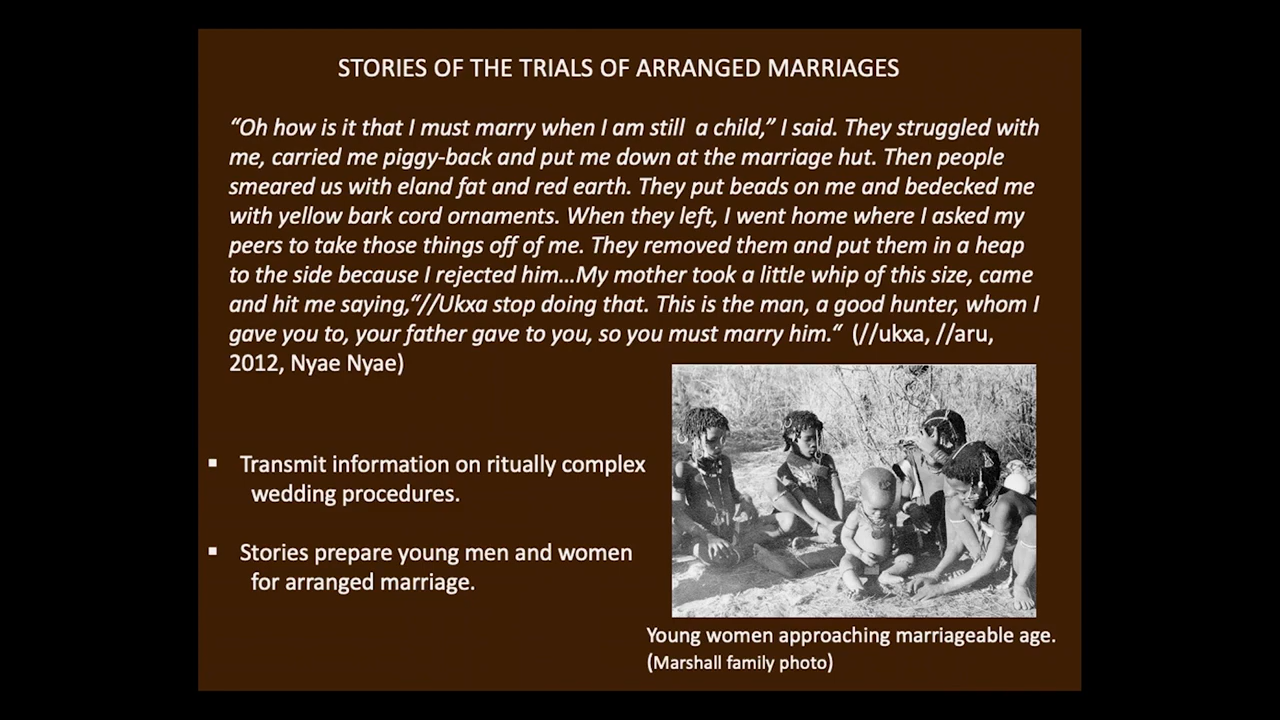 STORIES OF THE TRIALS OF ARRANGED MARRIAGES
“Oh how is it that I must marry when I am still  a child,” I said. They struggled with
me, carried me piggy-back and put me down at the marriage hut. Then people
smeared us with eland fat and red earth. They put beads on me and bedecked me
with yellow bark cord ornaments. When they left, I went home where I asked my
peers to take those things off of me. They removed them and put them in a heap
to the side because I rejected him…My mother took a little whip of this size, came
and hit me saying,“//Ukxa stop doing that. This is the man, a good hunter, whom I
gave you to, your father gave to you, so you must marry him.“  (//ukxa, //aru,
2012, Nyae Nyae)
▪ Transmit information on ritually complex
wedding procedures.
▪ Stories prepare young men and women
for arranged marriage.
Young women approaching marriageable age.
(Marshall family photo)